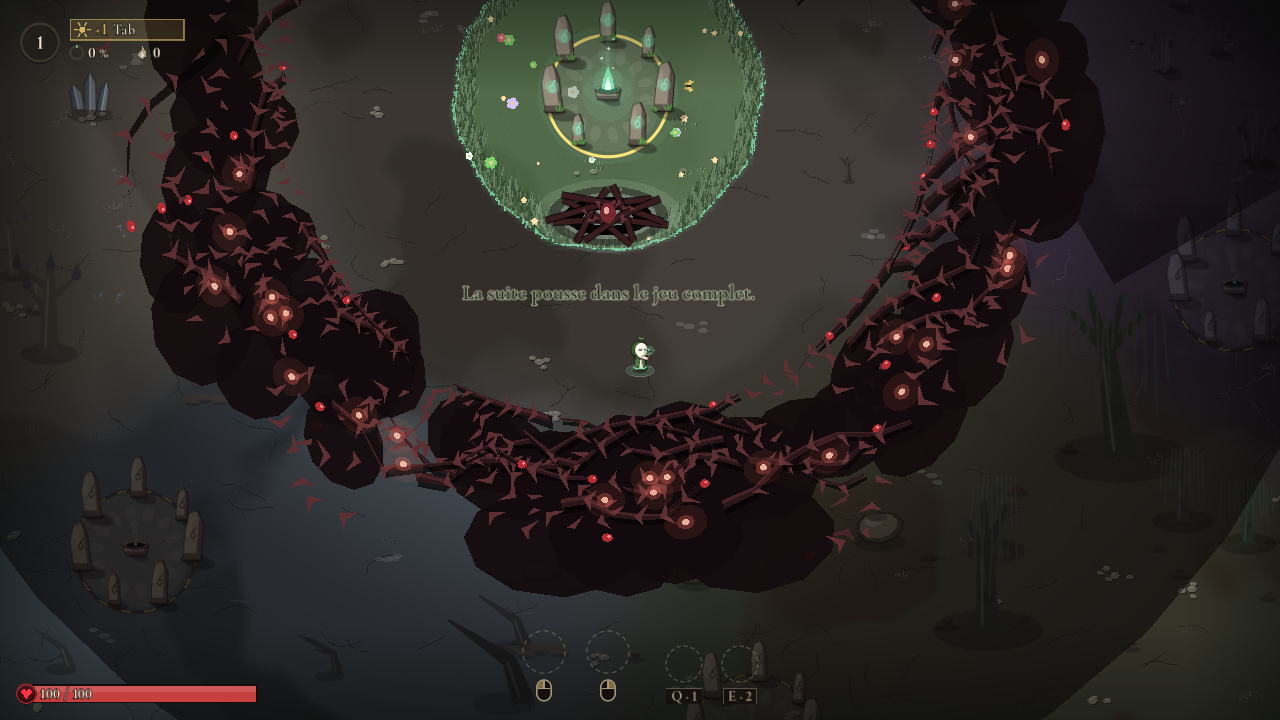 1
+1 Tab
0 %
0
La suite pousse dans le jeu complet.
100 / 100
Q - 1
E - 2